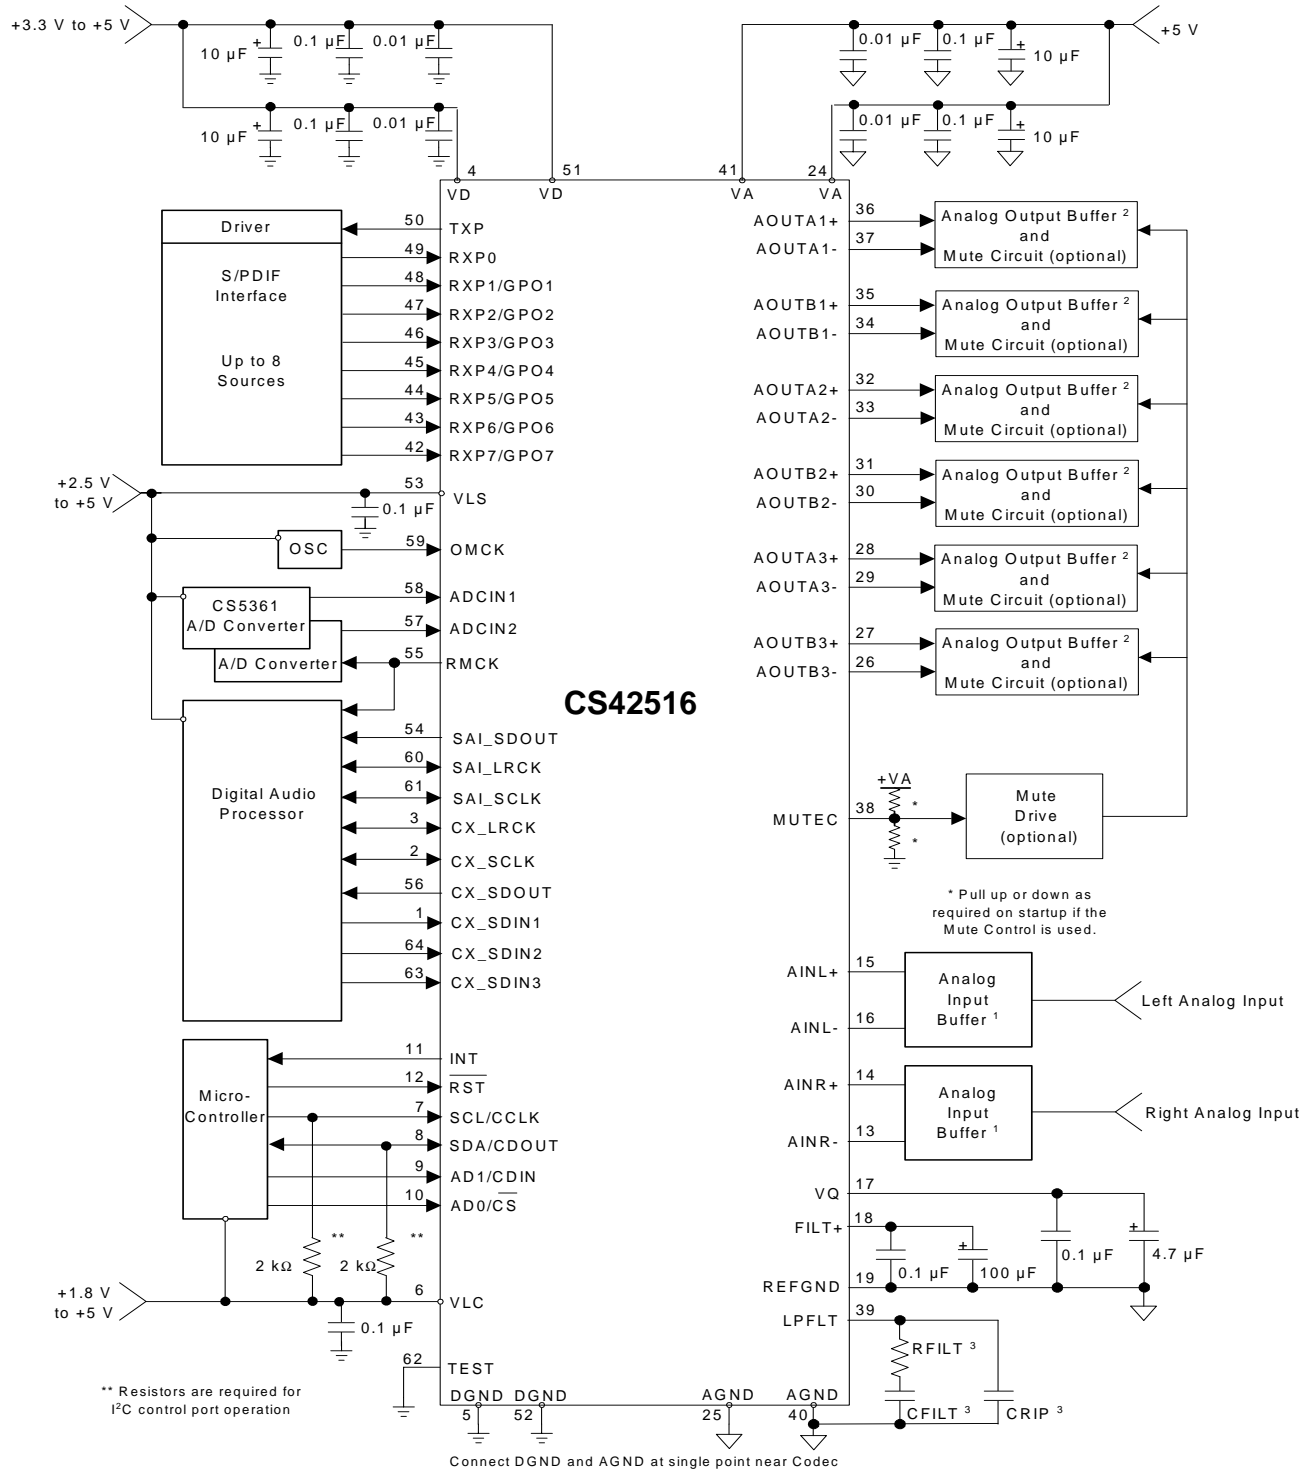 +3.3 V to +5 V
10 µF
+
0.1 µF
0.01 µF
10 µF
+
0.1 µF
0.01 µF
+5 V
0.01 µF
0.1 µF
+
10 µF
0.01 µF
0.1 µF
+
10 µF
4
51
41
24
VD
VD
VA
VA
Driver
S/PDIF
Interface
Up to 8
Sources
50
TXP
49
RXP0
48
RXP1/GPO1
47
RXP2/GPO2
46
RXP3/GPO3
45
RXP4/GPO4
44
RXP5/GPO5
43
RXP6/GPO6
42
RXP7/GPO7
+2.5 V
to +5 V
53
VLS
0.1 µF
OSC
59
OMCK
CS5361
A/D Converter
58
ADCIN1
57
ADCIN2
A/D Converter
55
RMCK
Digital Audio
Processor
54
SAI_SDOUT
60
SAI_LRCK
61
SAI_SCLK
3
CX_LRCK
2
CX_SCLK
56
CX_SDOUT
1
CX_SDIN1
64
CX_SDIN2
63
CX_SDIN3
Micro-
Controller
11
INT
12
RST
7
SCL/CCLK
8
SDA/CDOUT
9
AD1/CDIN
10
AD0/CS
2 kΩ
**
2 kΩ
**
+1.8 V
to +5 V
6
VLC
0.1 µF
62
TEST
** Resistors are required for
I²C control port operation
CS42516
AOUTA1+
36
AOUTA1-
37
Analog Output Buffer ²
and
Mute Circuit (optional)
AOUTB1+
35
AOUTB1-
34
Analog Output Buffer ²
and
Mute Circuit (optional)
AOUTA2+
32
AOUTA2-
33
Analog Output Buffer ²
and
Mute Circuit (optional)
AOUTB2+
31
AOUTB2-
30
Analog Output Buffer ²
and
Mute Circuit (optional)
AOUTA3+
28
AOUTA3-
29
Analog Output Buffer ²
and
Mute Circuit (optional)
AOUTB3+
27
AOUTB3-
26
Analog Output Buffer ²
and
Mute Circuit (optional)
MUTEC
38
+VA
*
*
Mute
Drive
(optional)
* Pull up or down as
required on startup if the
Mute Control is used.
AINL+
15
AINL-
16
Analog
Input
Buffer ¹
Left Analog Input
AINR+
14
AINR-
13
Analog
Input
Buffer ¹
Right Analog Input
VQ
17
FILT+
18
0.1 µF
+
100 µF
0.1 µF
+
4.7 µF
REFGND
19
LPFLT
39
RFILT ³
CFILT ³
CRIP ³
DGND
DGND
AGND
AGND
5
52
25
40
Connect DGND and AGND at single point near Codec